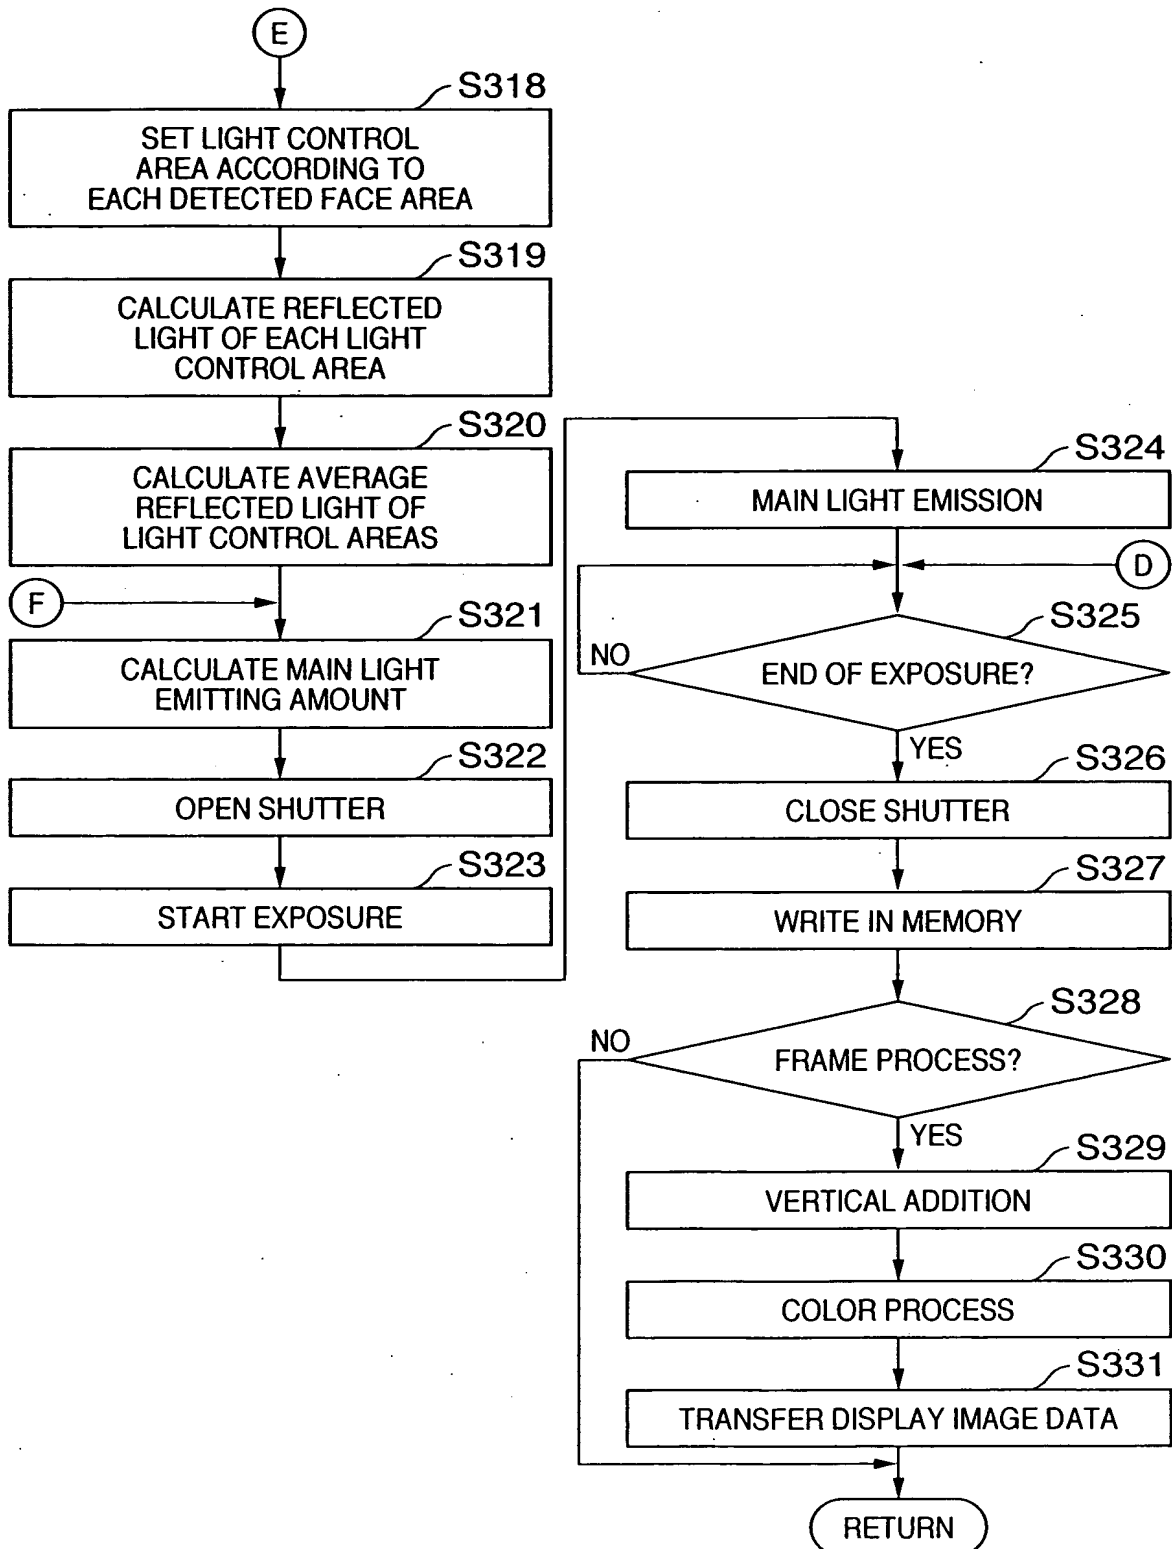 E
S318
SET LIGHT CONTROL
AREA ACCORDING TO
EACH DETECTED FACE AREA
S319
CALCULATE REFLECTED
LIGHT OF EACH LIGHT
CONTROL AREA
S320
CALCULATE AVERAGE
REFLECTED LIGHT OF
LIGHT CONTROL AREAS
F
S321
CALCULATE MAIN LIGHT
EMITTING AMOUNT
S322
OPEN SHUTTER
S323
START EXPOSURE
S324
MAIN LIGHT EMISSION
D
S325
NO
END OF EXPOSURE?
YES
S326
CLOSE SHUTTER
S327
WRITE IN MEMORY
S328
NO
FRAME PROCESS?
YES
S329
VERTICAL ADDITION
S330
COLOR PROCESS
S331
TRANSFER DISPLAY IMAGE DATA
RETURN